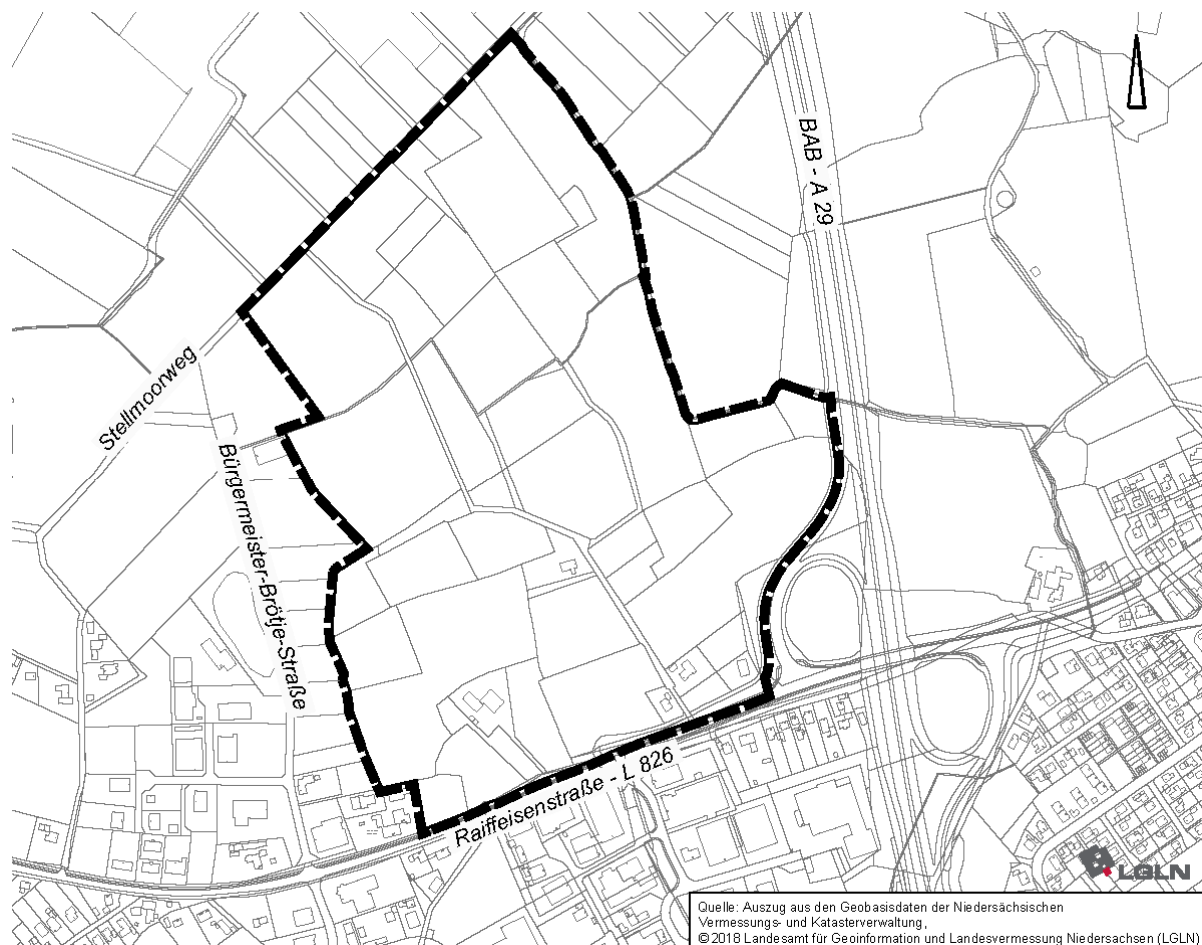 BAB - A 29
Stellmoorweg
Bürgermeister-Brötje-Straße
Raiffeisenstraße - L 826
LGLN
Quelle: Auszug aus den Geobasisdaten der Niedersächsischen
Vermessungs- und Katasterverwaltung,
©2018 Landesamt für Geoinformation und Landesvermessung Niedersachsen (LGLN)